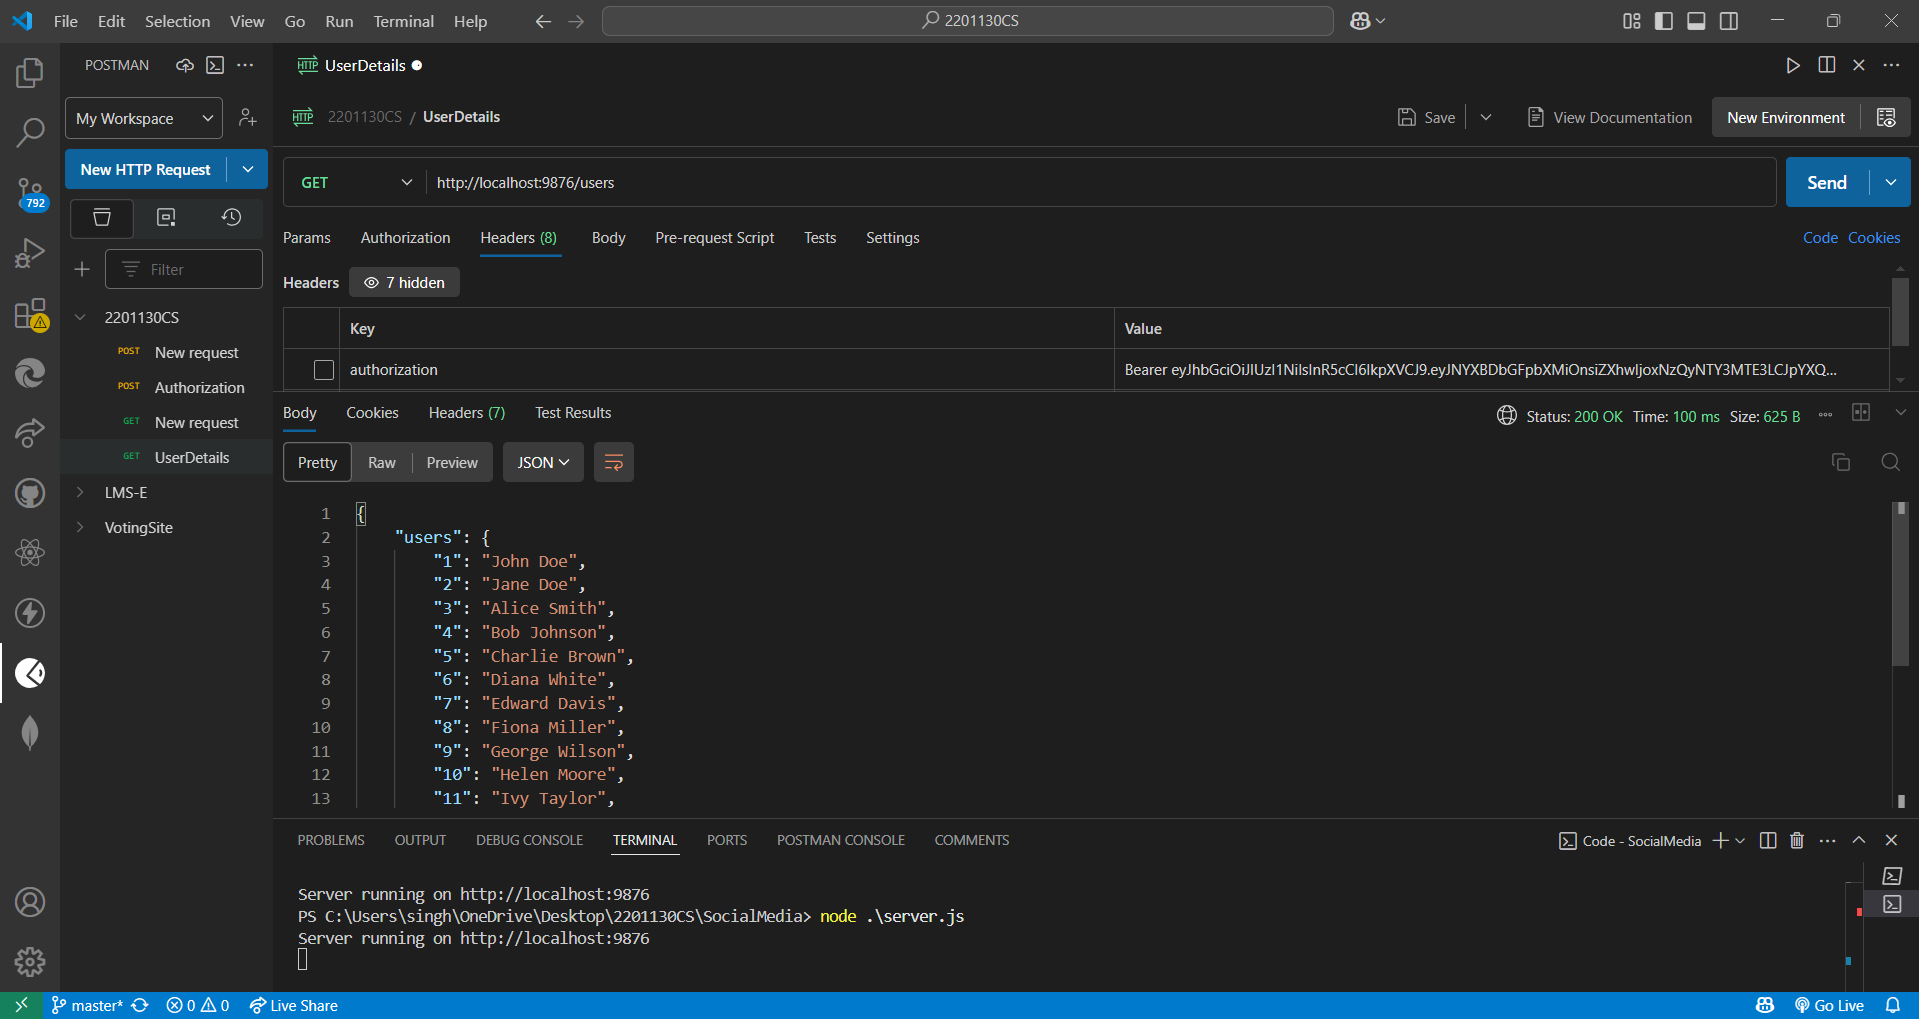 File Edit Selection View Go Run Terminal Help
2201130CS
POSTMAN
HTTP UserDetails
My Workspace
HTTP 2201130CS / UserDetails
Save View Documentation New Environment
New HTTP Request
GET http://localhost:9876/users Send
792
Params Authorization Headers (8) Body Pre-request Script Tests Settings Code Cookies
Filter
Headers 7 hidden
Key Value
authorization Bearer eyJhbGciOiJIUzI1NiIsInR5cCI6IkpXVCJ9.eyJNYXBDbGFpbXMiOnsiZXhwIjoxNzQyNTY3MTE3LCJpYXQ...
2201130CS
POST New request
POST Authorization
GET New request
GET UserDetails
LMS-E
VotingSite
Body Cookies Headers (7) Test Results Status: 200 OK Time: 100 ms Size: 625 B
Pretty Raw Preview JSON
1 {
2 "users": {
3 "1": "John Doe",
4 "2": "Jane Doe",
5 "3": "Alice Smith",
6 "4": "Bob Johnson",
7 "5": "Charlie Brown",
8 "6": "Diana White",
9 "7": "Edward Davis",
10 "8": "Fiona Miller",
11 "9": "George Wilson",
12 "10": "Helen Moore",
13 "11": "Ivy Taylor",
PROBLEMS OUTPUT DEBUG CONSOLE TERMINAL PORTS POSTMAN CONSOLE COMMENTS Code - SocialMedia
Server running on http://localhost:9876
PS C:\Users\singh\OneDrive\Desktop\2201130CS\SocialMedia> node .\server.js
Server running on http://localhost:9876
master* 0 0 Live Share Go Live